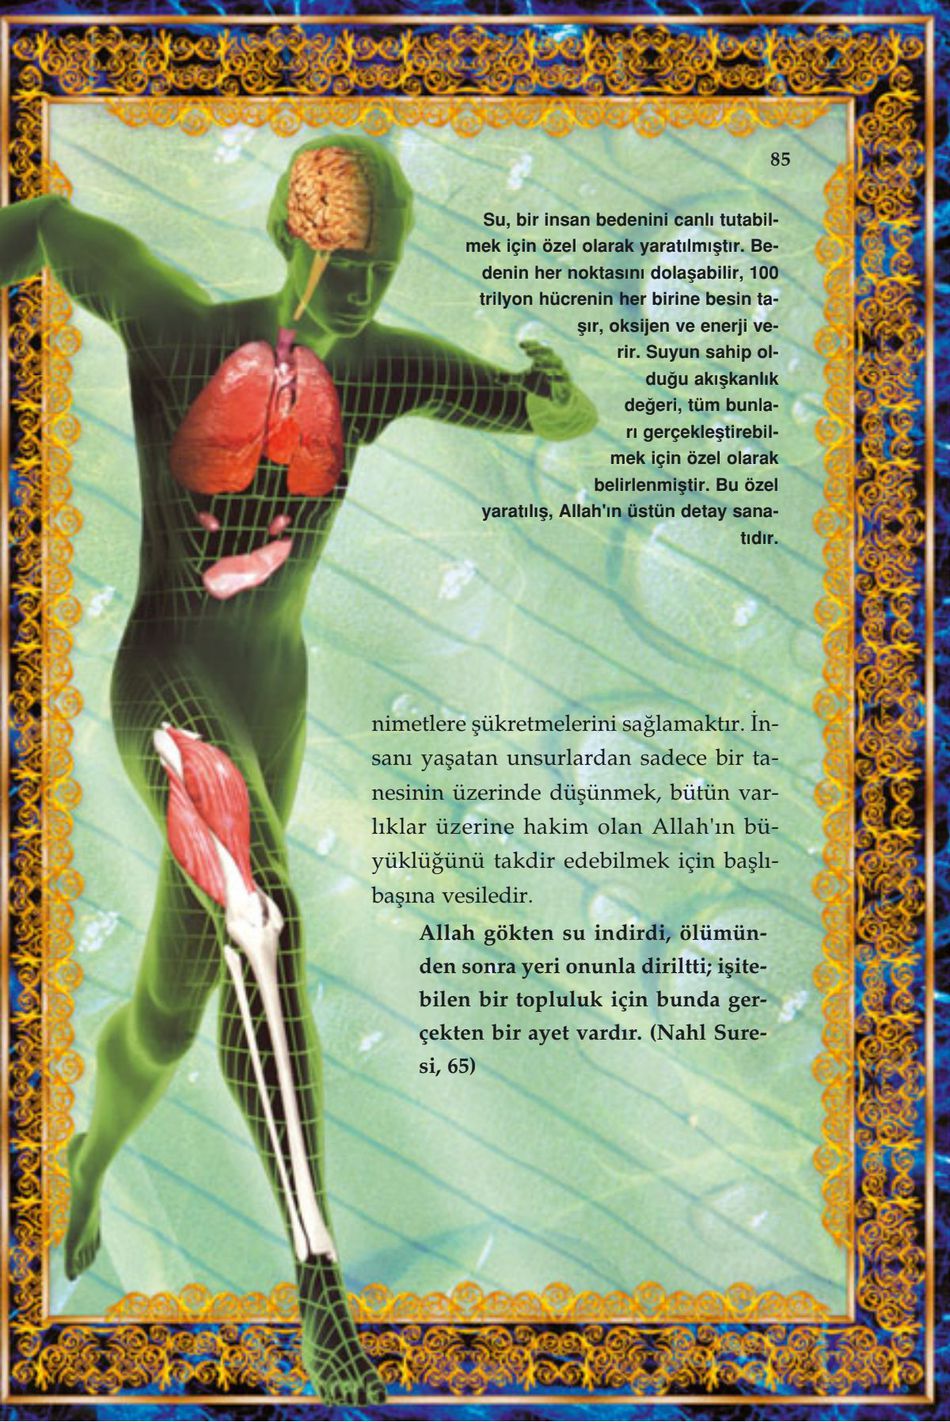 85
Su, bir insan bedenini canlı tutabil-
mek için özel olarak yaratılmıştır. Be-
denin her noktasını dolaşabilir, 100
trilyon hücrenin her birine besin ta-
şır, oksijen ve enerji ve-
rir. Suyun sahip ol-
duğu akışkanlık
değeri, tüm bunla-
rı gerçekleştirebil-
mek için özel olarak
belirlenmiştir. Bu özel
yaratılış, Allah'ın üstün detay sana-
tıdır.
nimetlere şükretmelerini sağlamaktır. İn-
sanı yaşatan unsurlardan sadece bir ta-
nesinin üzerinde düşünmek, bütün var-
lıklar üzerine hakim olan Allah'ın bü-
yüklüğünü takdir edebilmek için başlı-
başına vesiledir.
Allah gökten su indirdi, ölümün-
den sonra yeri onunla diriltti; işite-
bilen bir topluluk için bunda ger-
çekten bir ayet vardır. (Nahl Sure-
si, 65)